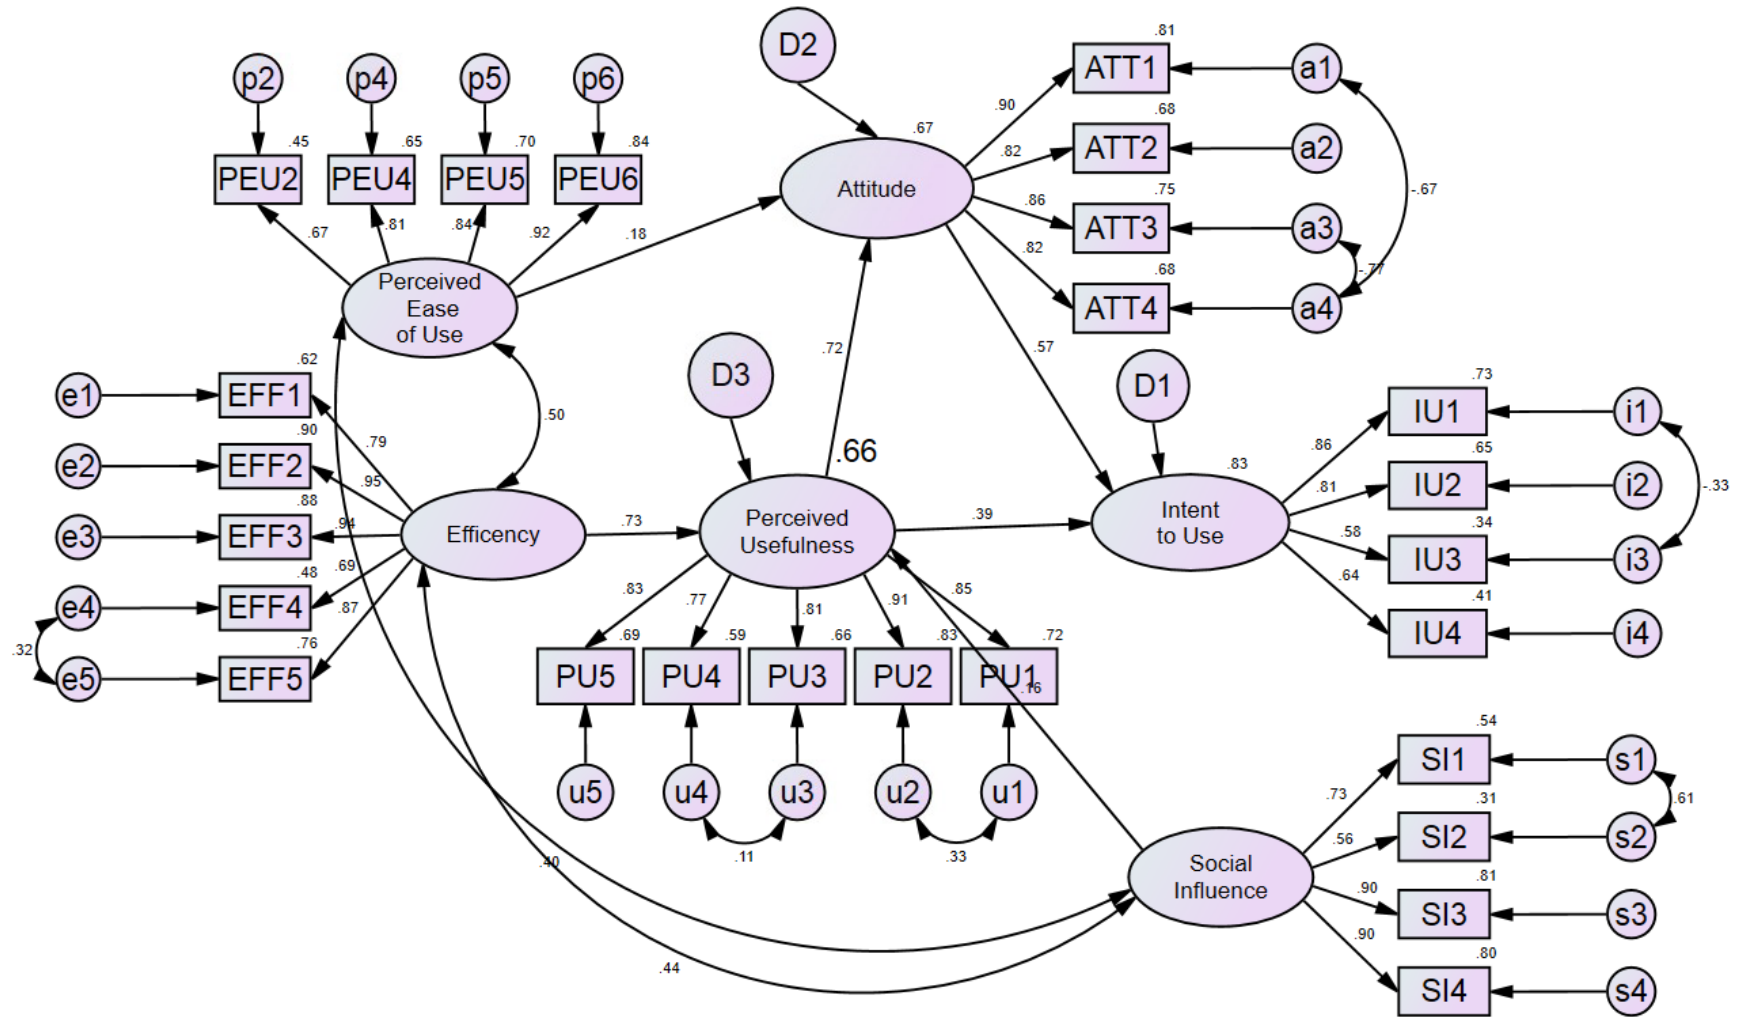 D2
.81
p2
p4
p5
p6
ATT1
a1
.90
.67
.68
.45
.65
.70
.84
.82
ATT2
a2
PEU2
PEU4
PEU5
PEU6
Attitude
.75
-.67
.86
ATT3
a3
.67
.81
.84
.92
.18
.82
.68
-.77
Perceived
Ease
of Use
ATT4
a4
.72
.57
.62
D3
D1
.73
e1
EFF1
IU1
i1
.50
.79
.90
.86
.65
.66
.83
e2
EFF2
IU2
i2
.95
.81
-.33
.88
Perceived
Usefulness
Intent
to Use
.94
.73
.39
.34
e3
EFF3
Efficency
.58
IU3
i3
.48
.69
.64
.41
e4
EFF4
.87
.83
.77
.81
.91
.85
IU4
i4
.32
.76
.69
.59
.66
.83
.72
e5
EFF5
PU5
PU4
PU3
PU2
PU1
.16
.54
SI1
s1
u5
u4
u3
u2
u1
.73
.31
.61
.11
.33
.56
SI2
s2
.40
Social
Influence
.81
.90
SI3
s3
.90
.44
.80
SI4
s4